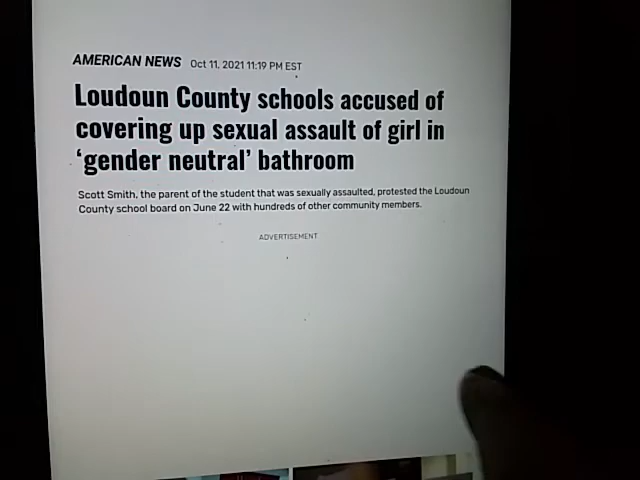 AMERICAN NEWS Oct 11, 2021 11:19 PM EST
Loudoun County schools accused of
covering up sexual assault of girl in
‘gender neutral’ bathroom
Scott Smith, the parent of the student that was sexually assaulted, protested the Loudoun
County school board on June 22 with hundreds of other community members.
ADVERTISEMENT